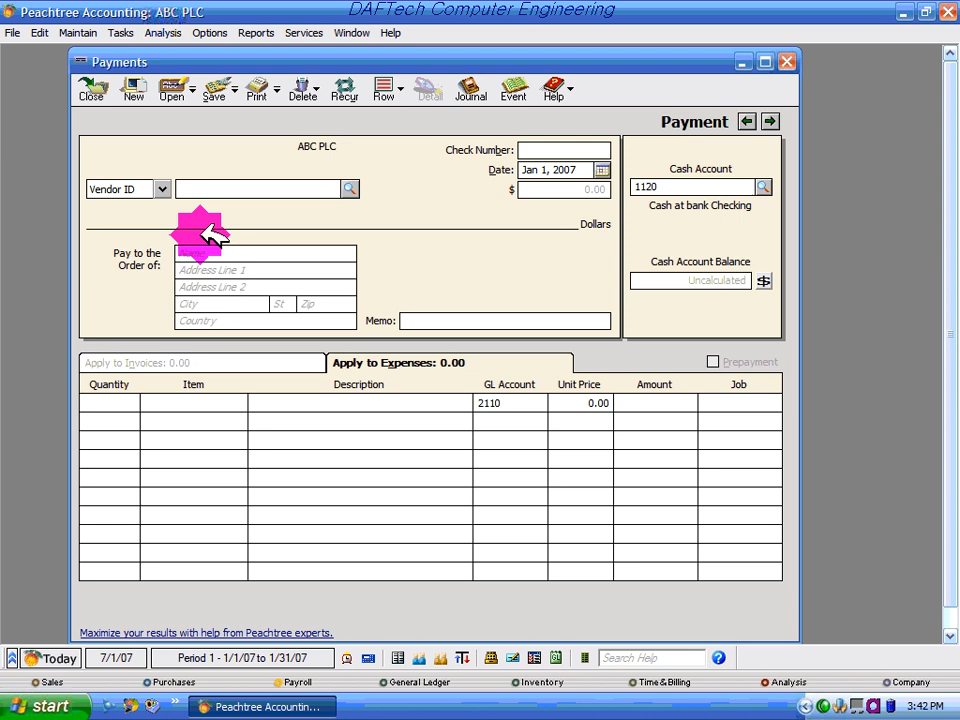 Peachtree Accounting: ABC PLC
DAFTech Computer Engineering
File Edit Maintain Tasks Analysis Options Reports Services Window Help
Payments
Close New Open Save Print Delete Recur Row Detail Journal Event Help
Payment
ABC PLC
Check Number:
Date: Jan 1, 2007
Vendor ID
$ 0.00
Cash Account
1120
Cash at bank Checking
Dollars
Pay to the
Order of:
Name
Address Line 1
Address Line 2
City St Zip
Country
Memo:
Cash Account Balance
Uncalculated
Apply to Invoices: 0.00 Apply to Expenses: 0.00 Prepayment
Quantity Item Description GL Account Unit Price Amount Job
2110 0.00
Maximize your results with help from Peachtree experts.
Today 7/1/07 Period 1 - 1/1/07 to 1/31/07 Search Help
Sales Purchases Payroll General Ledger Inventory Time & Billing Analysis Company
start Peachtree Accountin... 3:42 PM